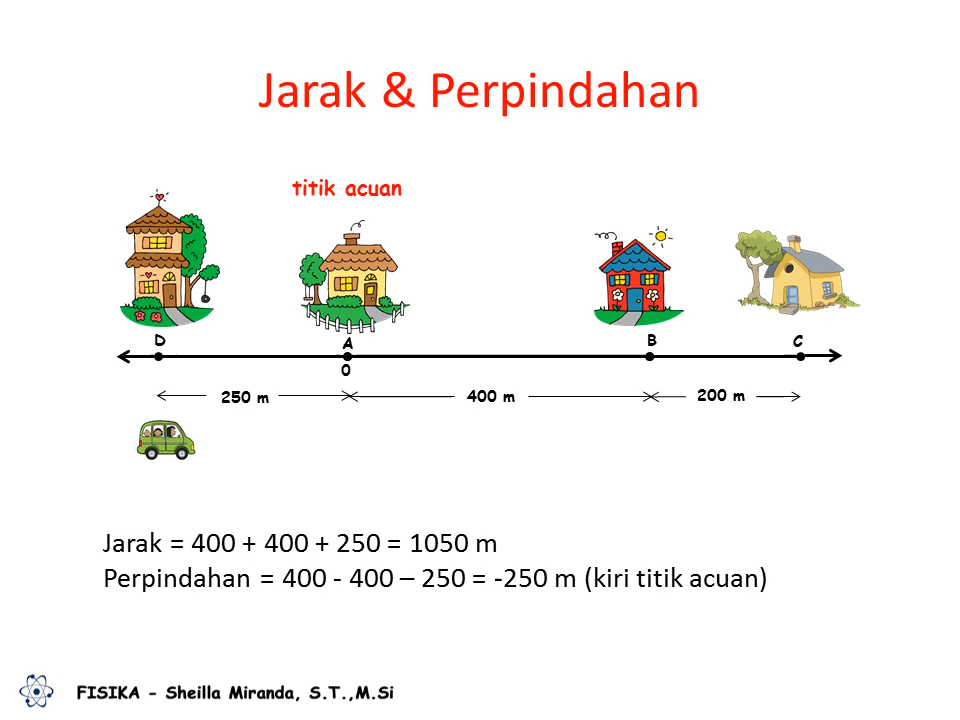 Jarak & Perpindahan
titik acuan
D
A
B
C
0
250 m
400 m
200 m
Jarak = 400 + 400 + 250 = 1050 m
Perpindahan = 400 - 400 – 250 = -250 m (kiri titik acuan)
FISIKA - Sheilla Miranda, S.T.,M.Si